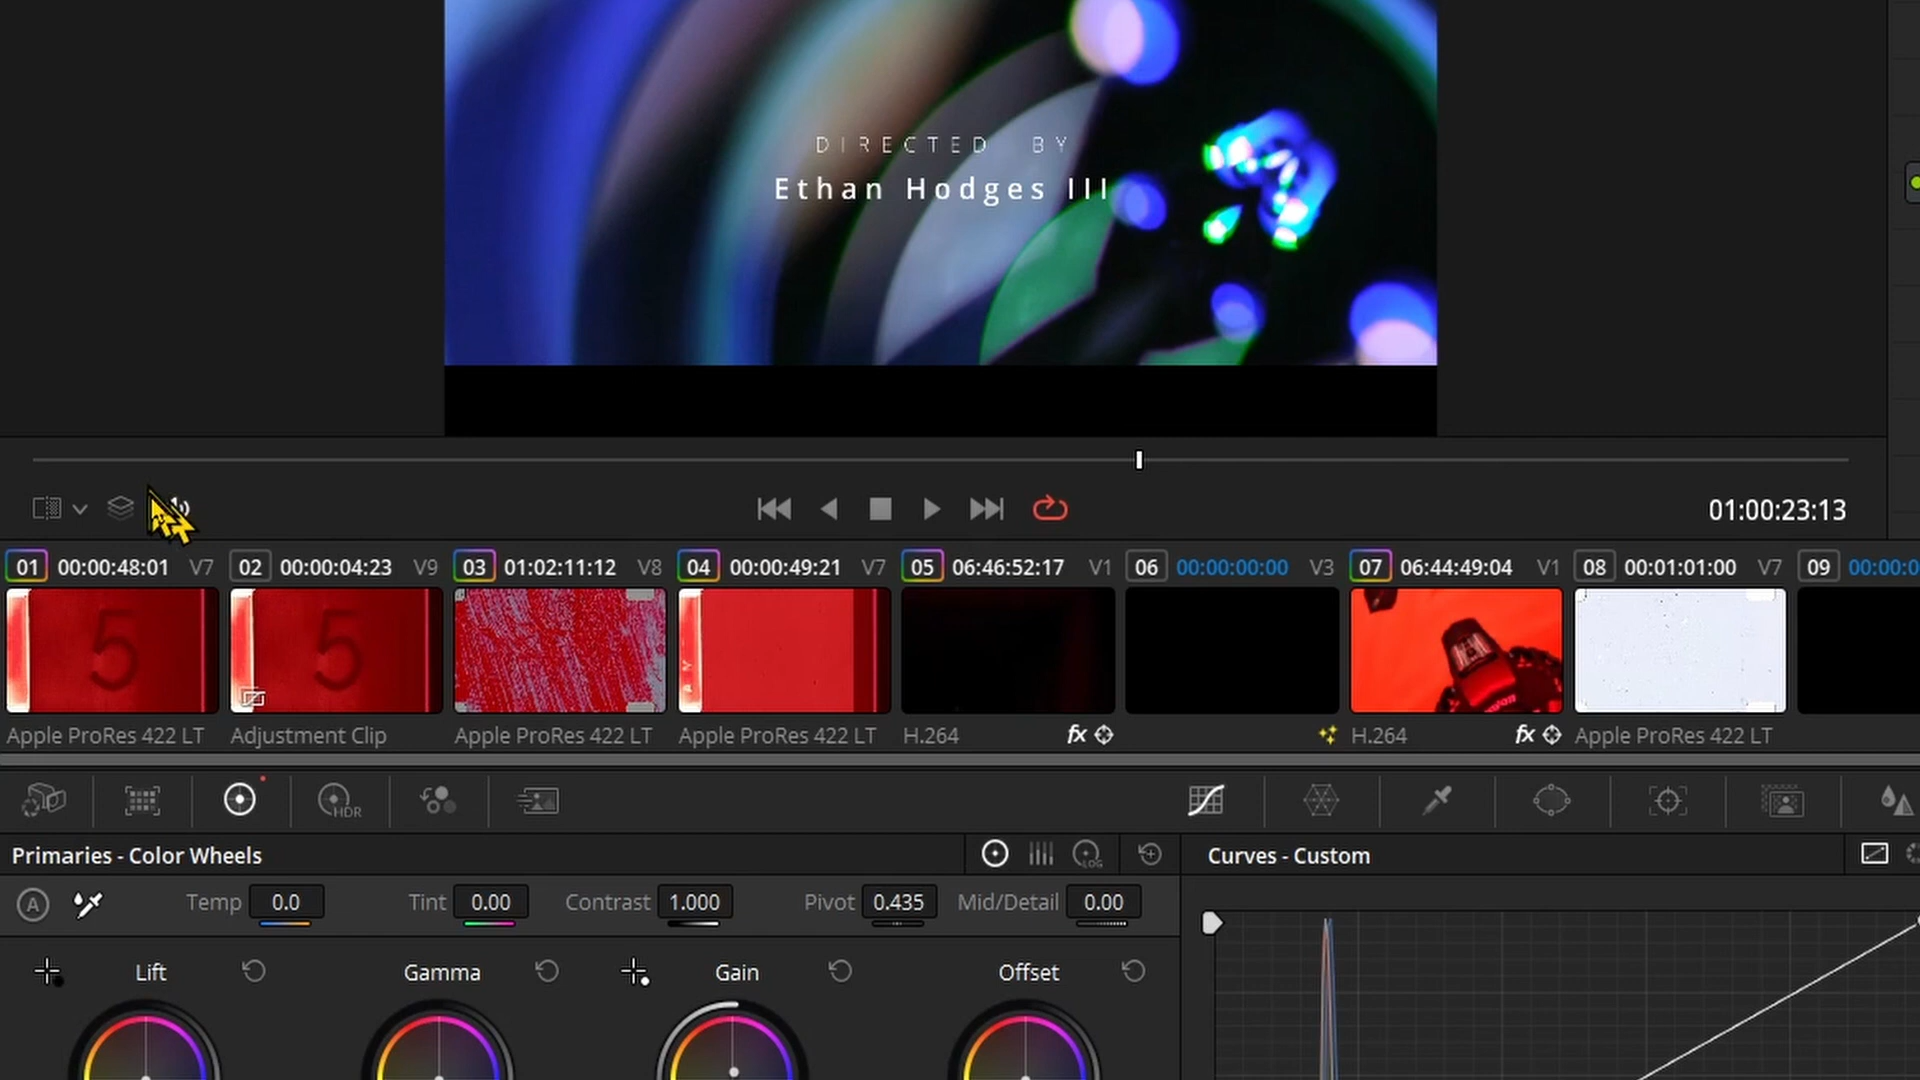 DIRECTED BY
Ethan Hodges III
01:00:23:13
01 00:00:48:01 V7
02 00:00:04:23 V9
03 01:02:11:12 V8
04 00:00:49:21 V7
05 06:46:52:17 V1
06 00:00:00:00 V3
07 06:44:49:04 V1
08 00:01:01:00 V7
09 00:00:0
5
5
Apple ProRes 422 LT
Adjustment Clip
Apple ProRes 422 LT
Apple ProRes 422 LT
H.264 fx
H.264 fx
Apple ProRes 422 LT
HDR
Primaries - Color Wheels
LOG
Curves - Custom
A Temp 0.0 Tint 0.00 Contrast 1.000 Pivot 0.435 Mid/Detail 0.00
Lift Gamma Gain Offset